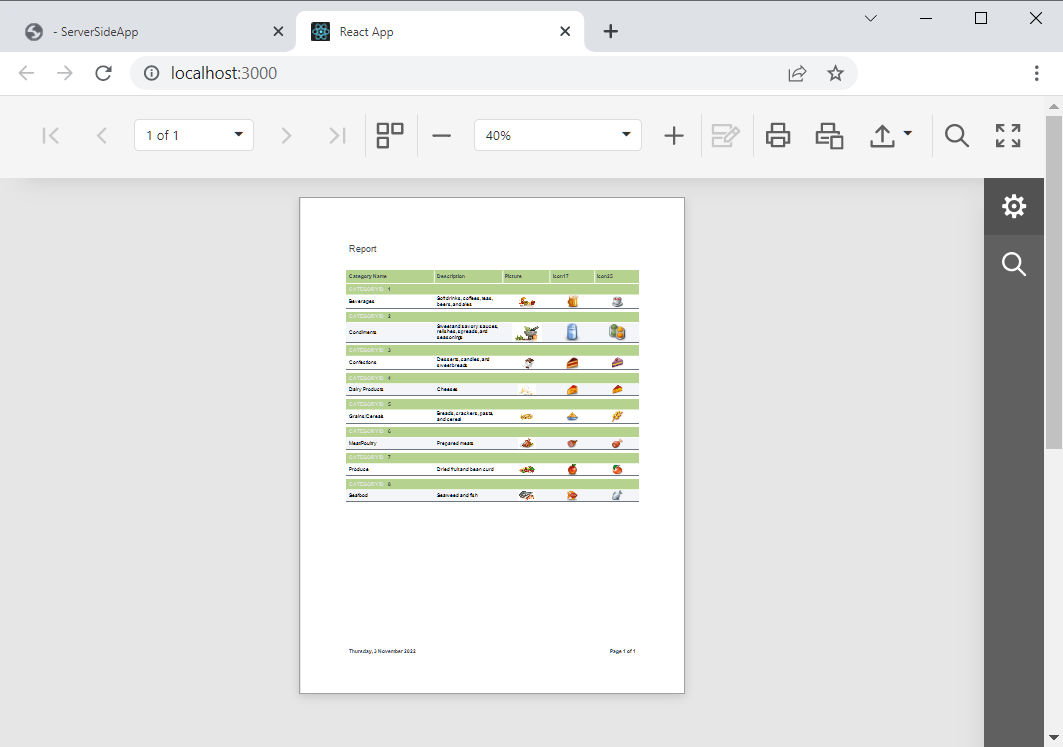 - ServerSideApp
React App
localhost:3000
1 of 1
40%
Report
Category Name Description Picture Icon17 Icon25
CATEGORY ID: 1
Beverages Soft drinks, coffees, teas,
beers, and ales
CATEGORY ID: 2
Condiments Sweet and savory sauces,
relishes, spreads, and
seasonings
CATEGORY ID: 3
Confections Desserts, candies, and
sweet breads
CATEGORY ID: 4
Dairy Products Cheeses
CATEGORY ID: 5
Grains/Cereals Breads, crackers, pasta,
and cereal
CATEGORY ID: 6
Meat/Poultry Prepared meats
CATEGORY ID: 7
Produce Dried fruit and bean curd
CATEGORY ID: 8
Seafood Seaweed and fish
Thursday, 3 November 2022
Page 1 of 1